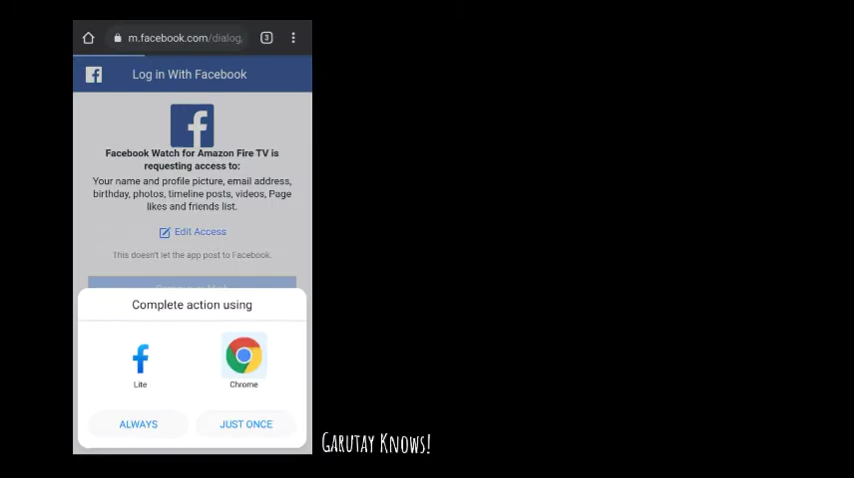 m.facebook.com/dialog
3
Log in With Facebook
Facebook Watch for Amazon Fire TV is
requesting access to:
Your name and profile picture, email address,
birthday, photos, timeline posts, videos, Page
likes and friends list.
Edit Access
This doesn't let the app post to Facebook.
Complete action using
Lite
Chrome
ALWAYS
JUST ONCE
Garutay Knows!